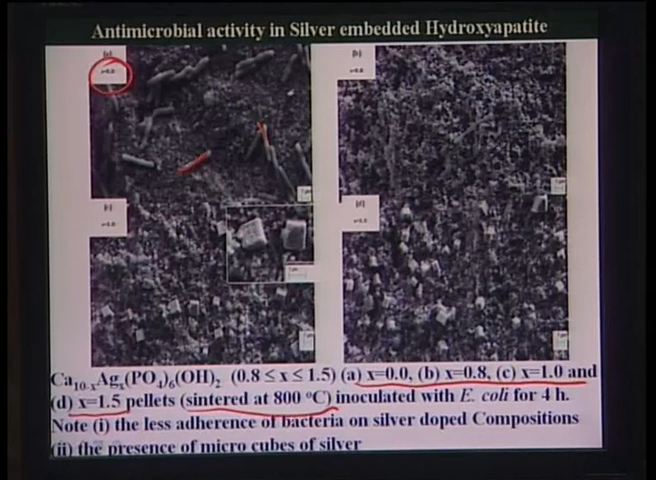 Antimicrobial activity in Silver embedded Hydroxyapatite
(a)
x=0.0
(b)
(c)
(d)
Ca10-xAgx(PO4)6(OH)2 (0.8 ≤ x ≤ 1.5) (a) x=0.0, (b) x=0.8, (c) x=1.0 and
(d) x=1.5 pellets (sintered at 800 °C) inoculated with E. coli for 4 h.
Note (i) the less adherence of bacteria on silver doped Compositions
(ii) the presence of micro cubes of silver